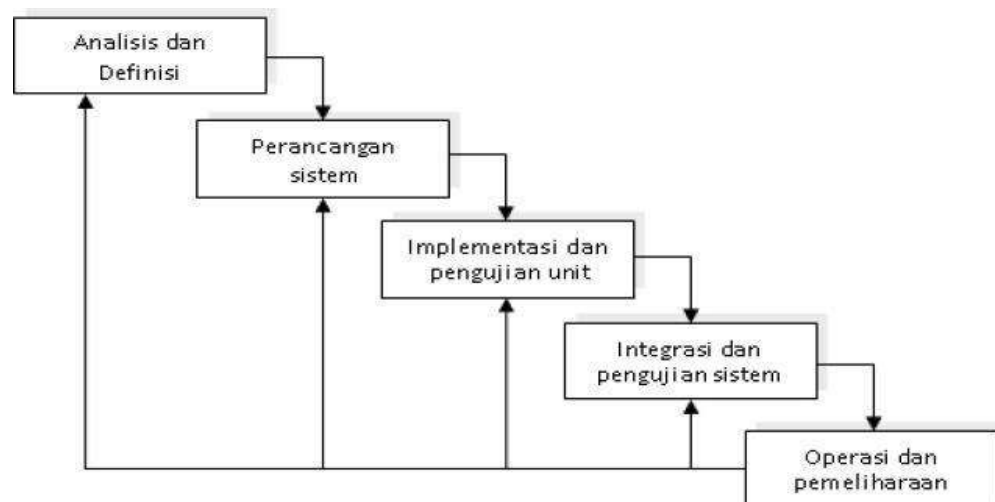 Analisis dan
Definisi
Perancangan
sistem
Implementasi dan
pengujian unit
Integrasi dan
pengujian sistem
Operasi dan
pemeliharaan